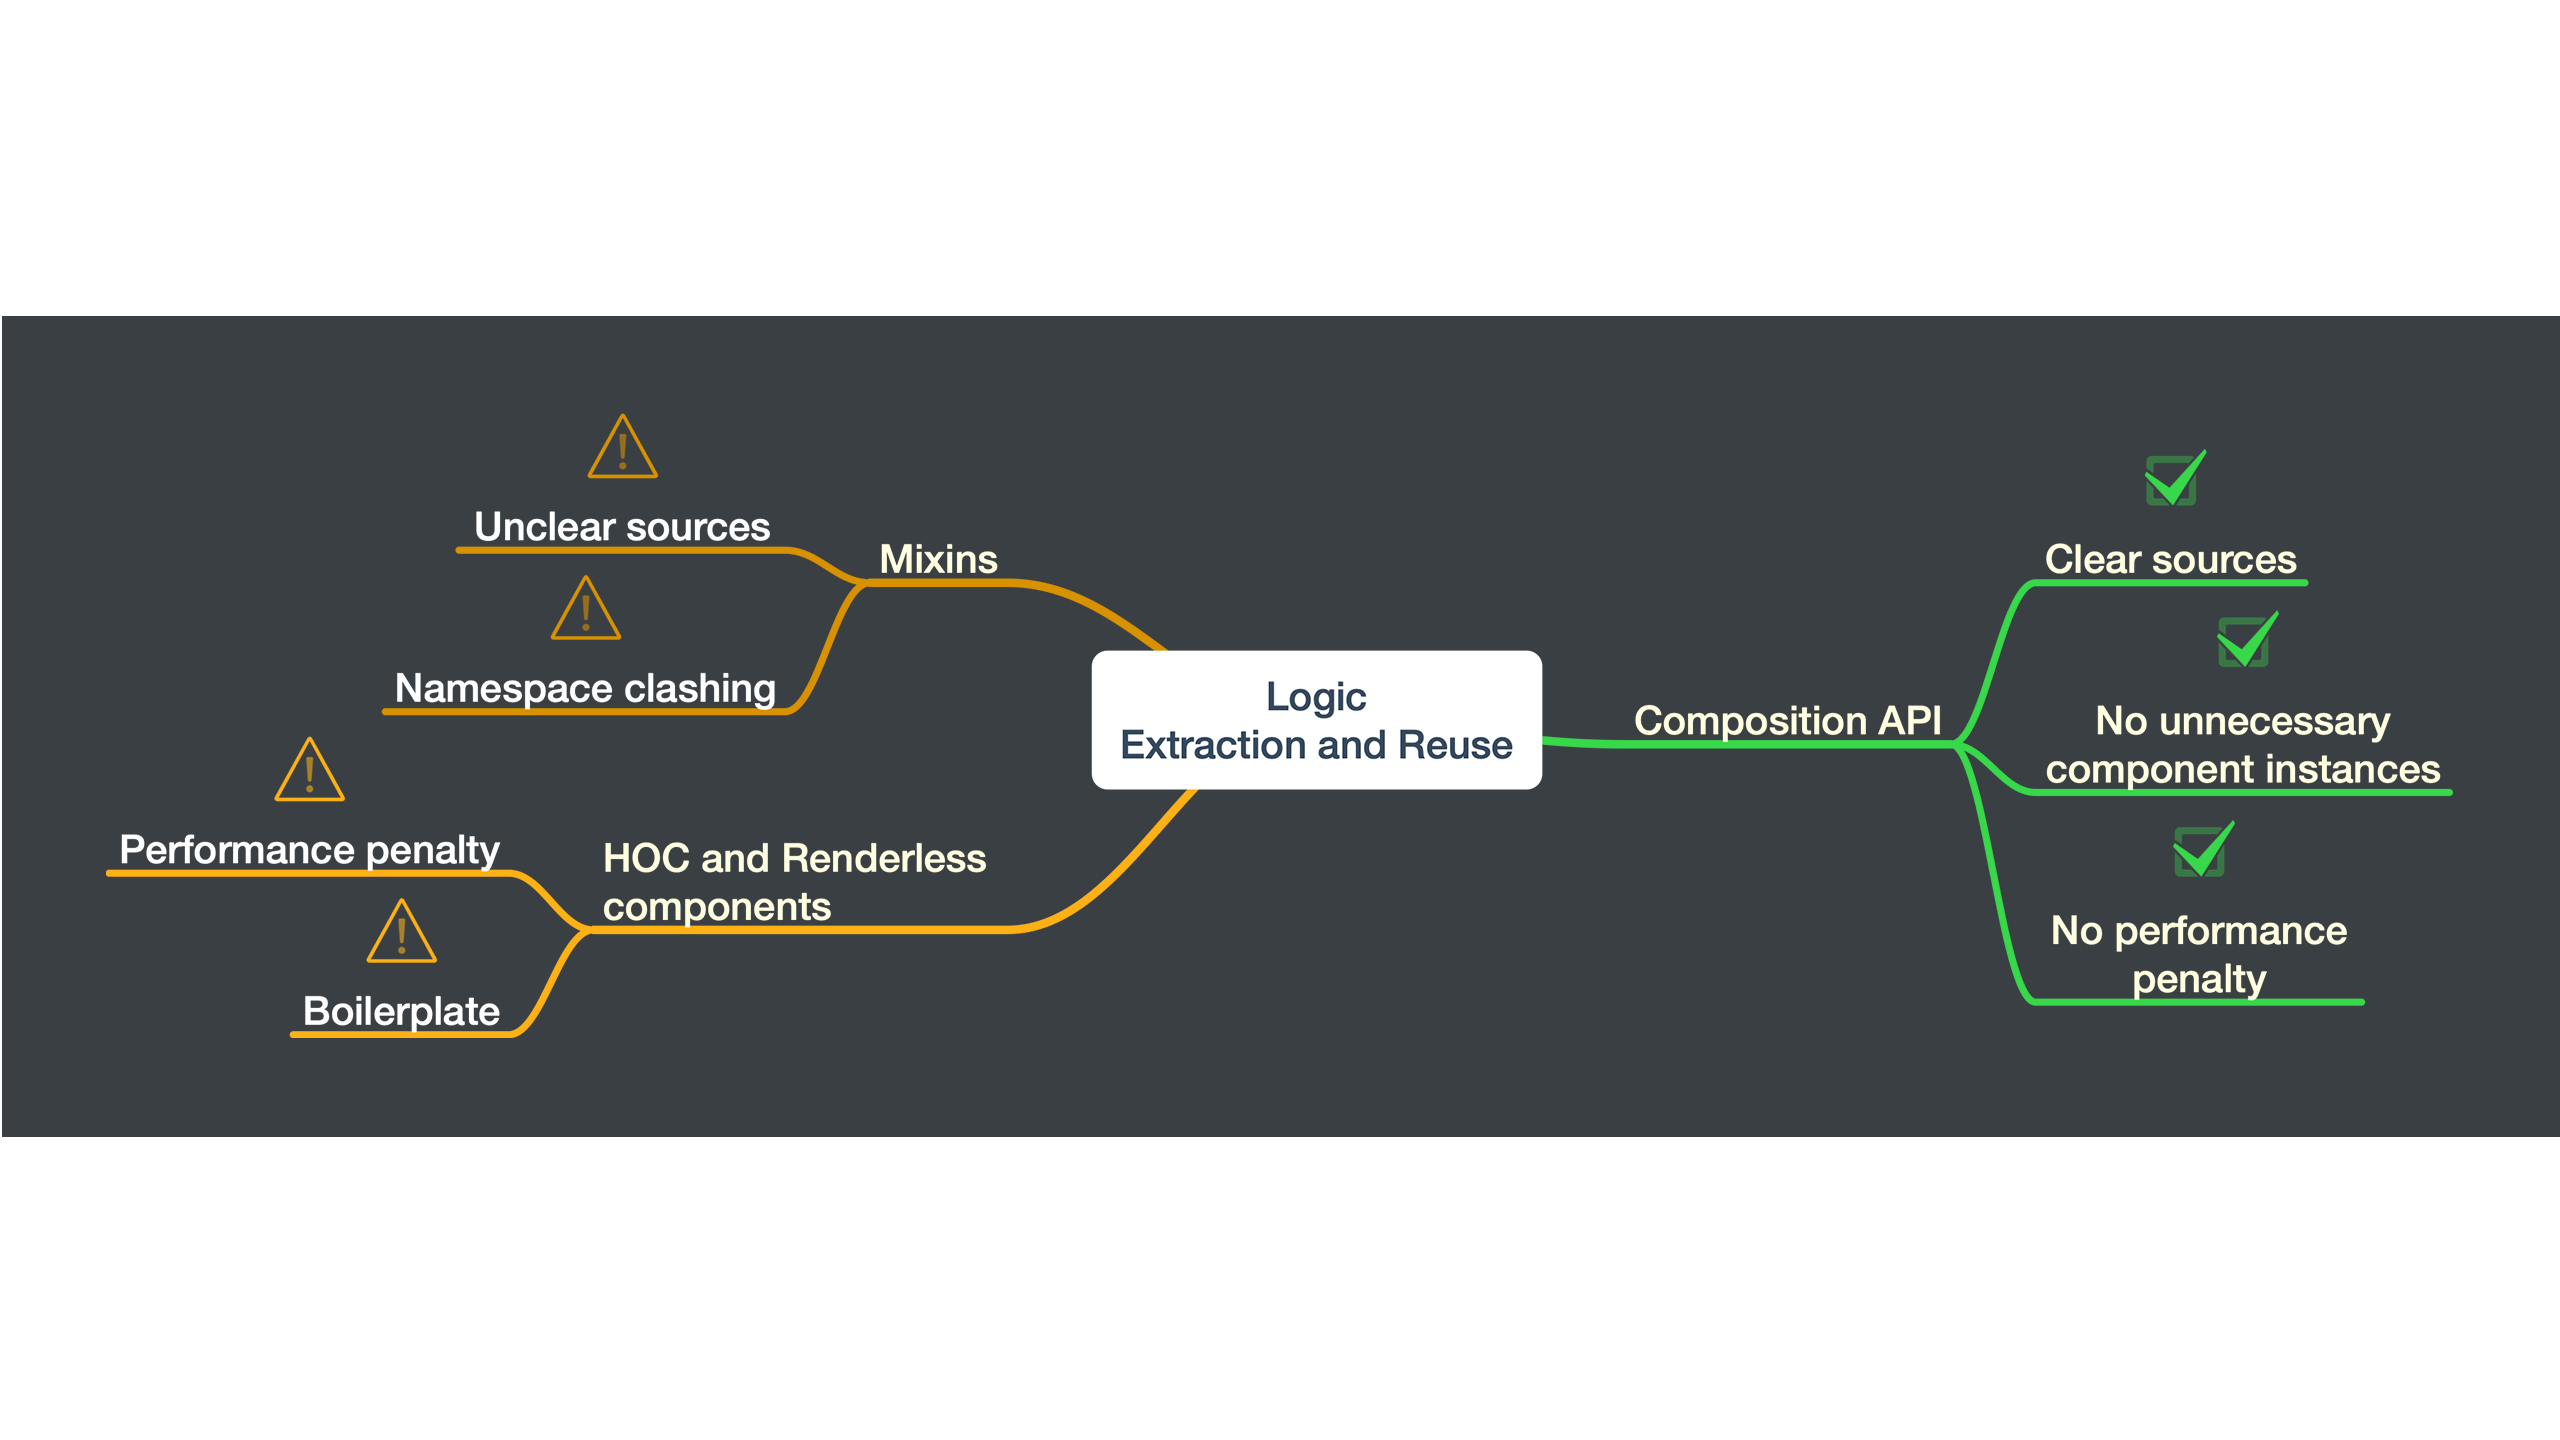 Unclear sources
Namespace clashing
Mixins
Performance penalty
Boilerplate
HOC and Renderless
components
Logic
Extraction and Reuse
Composition API
Clear sources
No unnecessary
component instances
No performance
penalty